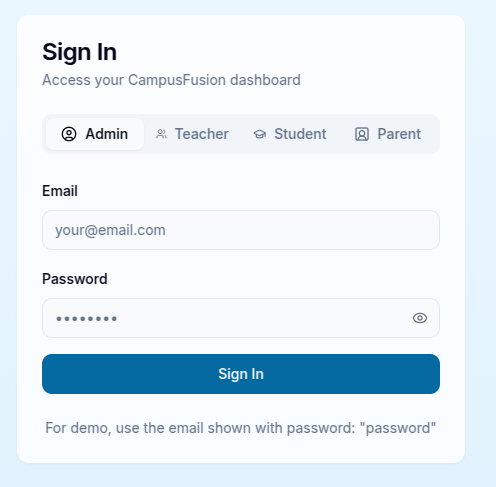 Sign In
Access your CampusFusion dashboard
Admin Teacher Student Parent
Email
your@email.com
Password
••••••••
Sign In
For demo, use the email shown with password: "password"